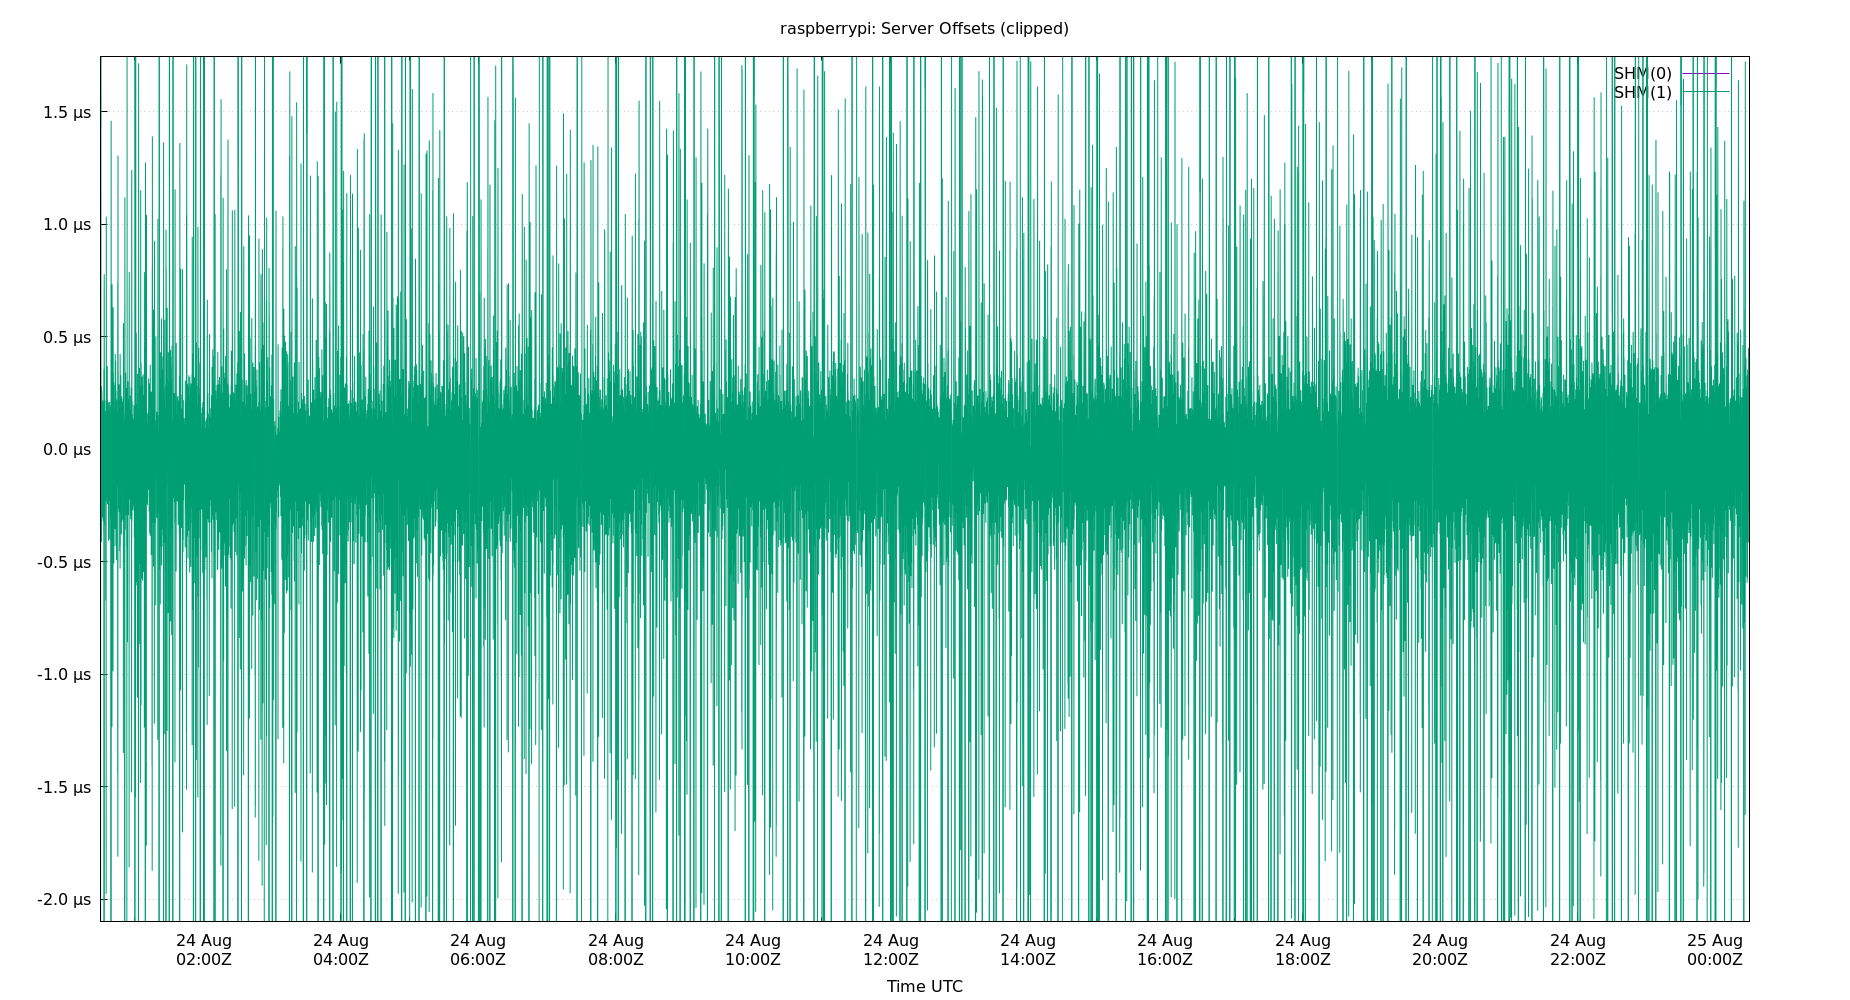 raspberrypi: Server Offsets (clipped)
SHM(0)
SHM(1)
1.5 µs
1.0 µs
0.5 µs
0.0 µs
-0.5 µs
-1.0 µs
-1.5 µs
-2.0 µs
24 Aug 24 Aug 24 Aug 24 Aug 24 Aug 24 Aug 24 Aug 24 Aug 24 Aug 24 Aug 24 Aug 25 Aug
02:00Z 04:00Z 06:00Z 08:00Z 10:00Z 12:00Z 14:00Z 16:00Z 18:00Z 20:00Z 22:00Z 00:00Z
Time UTC